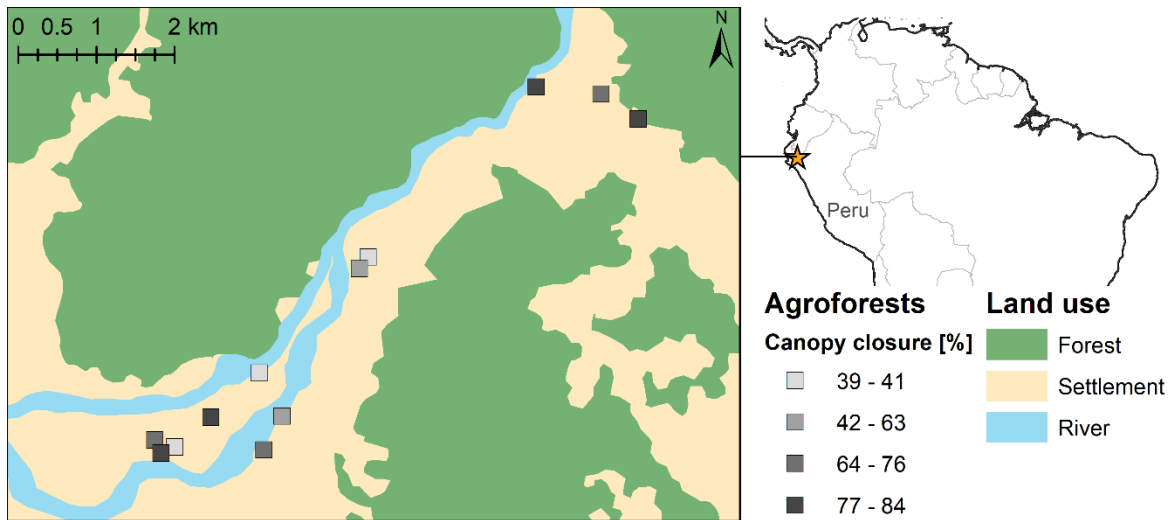 0 0.5 1 2 km
N
Peru
Agroforests
Canopy closure [%]
39 - 41
42 - 63
64 - 76
77 - 84
Land use
Forest
Settlement
River